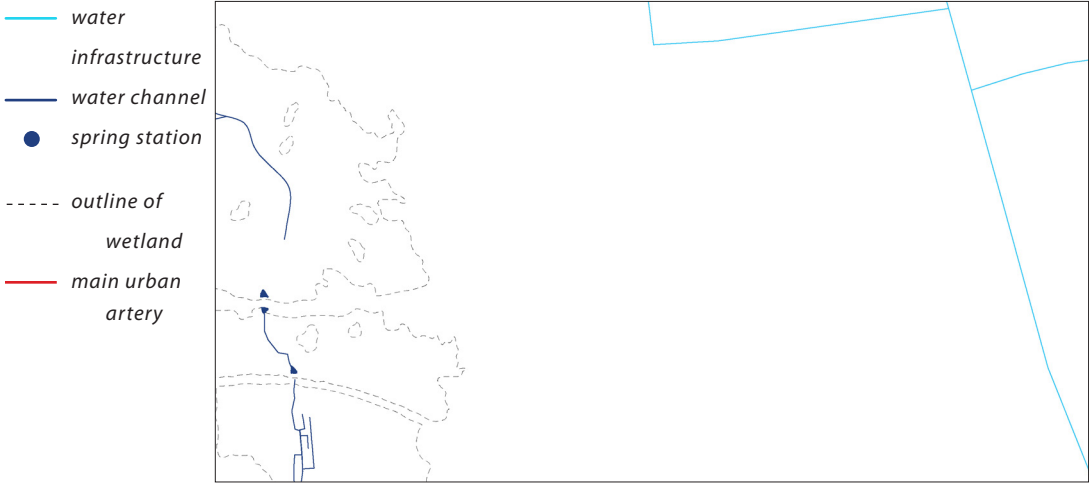 water
infrastructure
water channel
spring station
outline of
wetland
main urban
artery